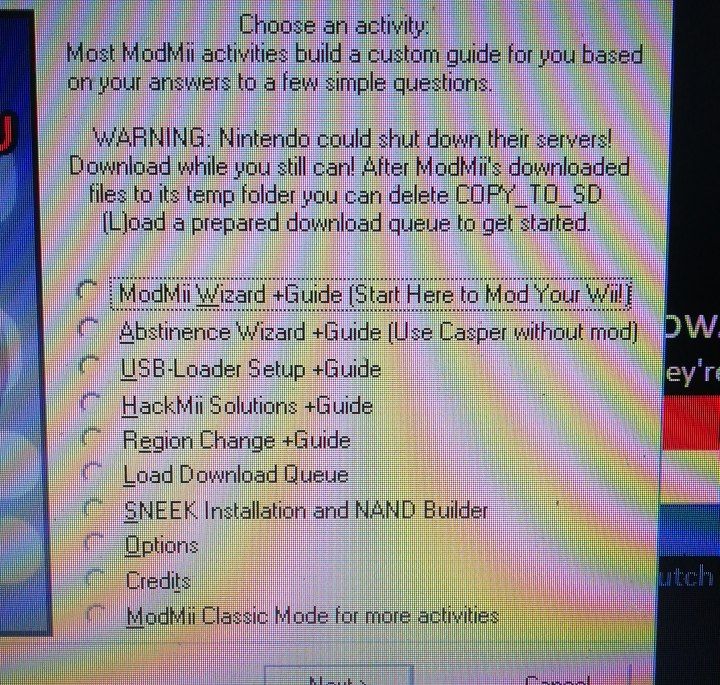 Choose an activity:
Most ModMii activities build a custom guide for you based
on your answers to a few simple questions.
WARNING: Nintendo could shut down their servers!
Download while you still can! After ModMii's downloaded
files to its temp folder you can delete COPY_TO_SD
(L)oad a prepared download queue to get started.
ModMii Wizard +Guide (Start Here to Mod Your Wii!)
Abstinence Wizard +Guide (Use Casper without mod)
USB-Loader Setup +Guide
HackMii Solutions +Guide
Region Change +Guide
Load Download Queue
SNEEK Installation and NAND Builder
Options
Credits
ModMii Classic Mode for more activities
Next >
Cancel